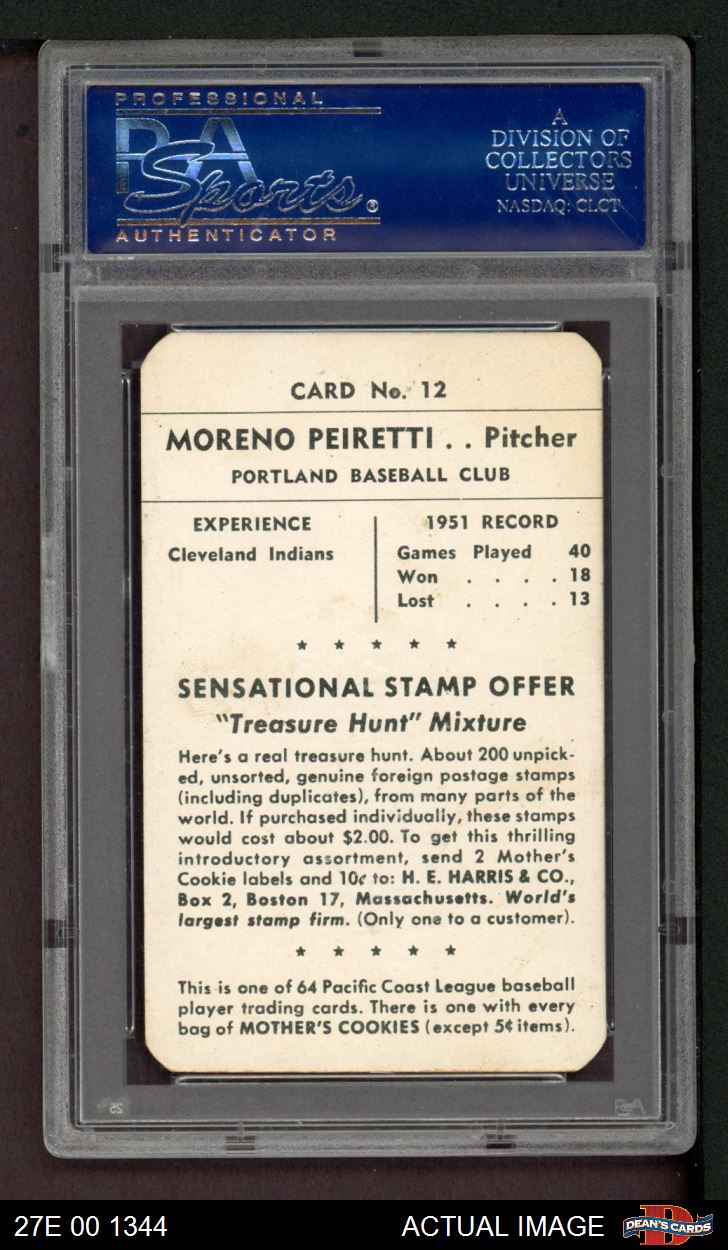 PROFESSIONAL
PSA
Sports®
AUTHENTICATOR
A
DIVISION OF
COLLECTORS
UNIVERSE
NASDAQ: CLCT
CARD No. 12
MORENO PEIRETTI . . Pitcher
PORTLAND BASEBALL CLUB
EXPERIENCE
Cleveland Indians
1951 RECORD
Games Played 40
Won . . . . 18
Lost . . . . 13
★ ★ ★ ★ ★
SENSATIONAL STAMP OFFER
"Treasure Hunt" Mixture
Here's a real treasure hunt. About 200 unpick-
ed, unsorted, genuine foreign postage stamps
(including duplicates), from many parts of the
world. If purchased individually, these stamps
would cost about $2.00. To get this thrilling
introductory assortment, send 2 Mother's
Cookie labels and 10¢ to: H. E. HARRIS & CO.,
Box 2, Boston 17, Massachusetts. World's
largest stamp firm. (Only one to a customer).
★ ★ ★ ★ ★
This is one of 64 Pacific Coast League baseball
player trading cards. There is one with every
bag of MOTHER'S COOKIES (except 5¢ items).
25
PSA
27E 00 1344
ACTUAL IMAGE
D
DEAN'S CARDS